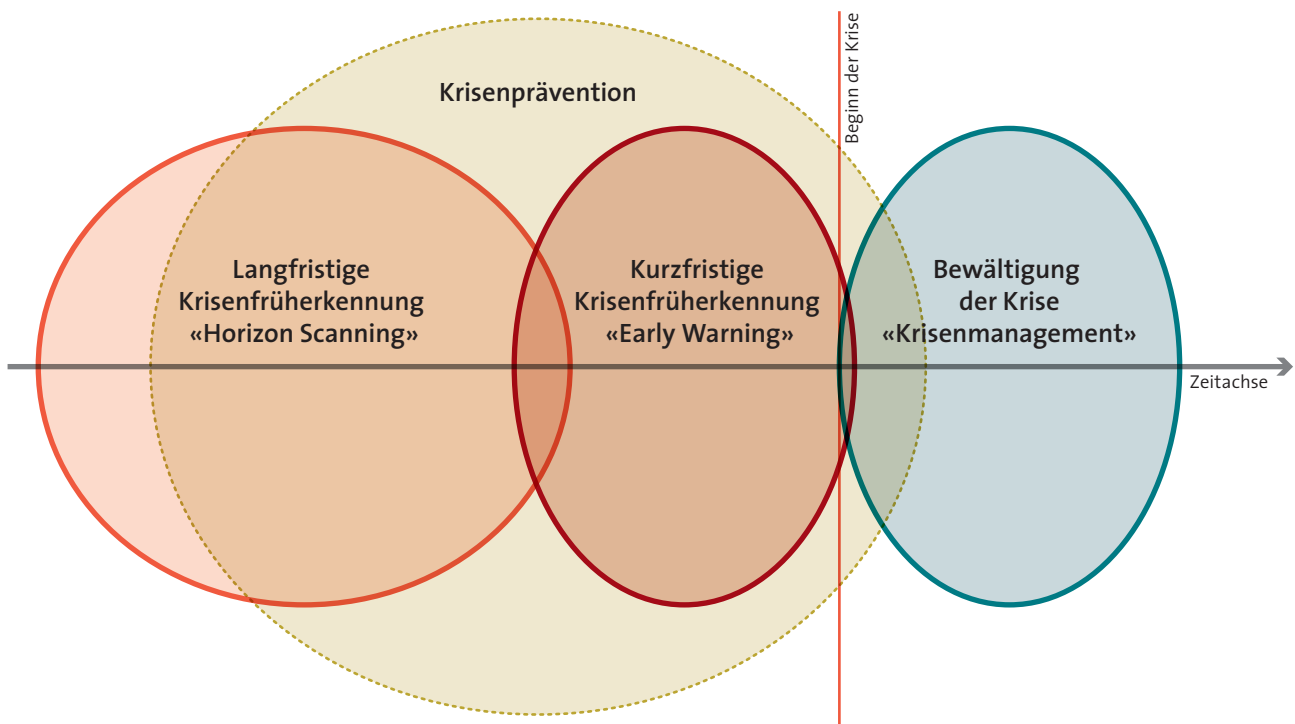 Krisenprävention
Beginn der Krise
Langfristige
Krisenfrüherkennung
«Horizon Scanning»
Kurzfristige
Krisenfrüherkennung
«Early Warning»
Bewältigung
der Krise
«Krisenmanagement»
Zeitachse